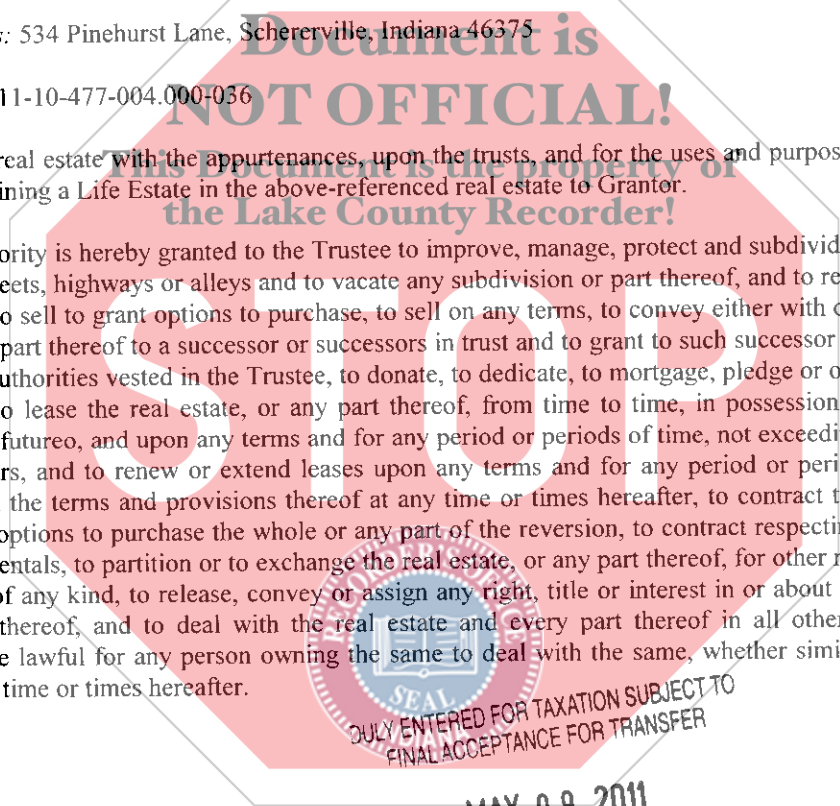 s: 534 Pinehurst Lane, Schererville, Indiana 46375
Document is
11-10-477-004.000-036
NOT OFFICIAL!
real estate with the appurtenances, upon the trusts, and for the uses and purpos
This Document is the property of
ining a Life Estate in the above-referenced real estate to Grantor.
the Lake County Recorder!
ority is hereby granted to the Trustee to improve, manage, protect and subdivid
eets, highways or alleys and to vacate any subdivision or part thereof, and to re
o sell to grant options to purchase, to sell on any terms, to convey either with c
part thereof to a successor or successors in trust and to grant to such successor
uthorities vested in the Trustee, to donate, to dedicate, to mortgage, pledge or o
o lease the real estate, or any part thereof, from time to time, in possession
futureo, and upon any terms and for any period or periods of time, not exceedi
rs, and to renew or extend leases upon any terms and for any period or peri
the terms and provisions thereof at any time or times hereafter, to contract t
options to purchase the whole or any part of the reversion, to contract respecti
entals, to partition or to exchange the real estate, or any part thereof, for other r
of any kind, to release, convey or assign any right, title or interest in or about
thereof, and to deal with the real estate and every part thereof in all other
e lawful for any person owning the same to deal with the same, whether simi
time or times hereafter.
STOP
RECORDER'S OFFICE
SEAL
INDIANA
DULY ENTERED FOR TAXATION SUBJECT TO
FINAL ACCEPTANCE FOR TRANSFER
MAY 09 2011